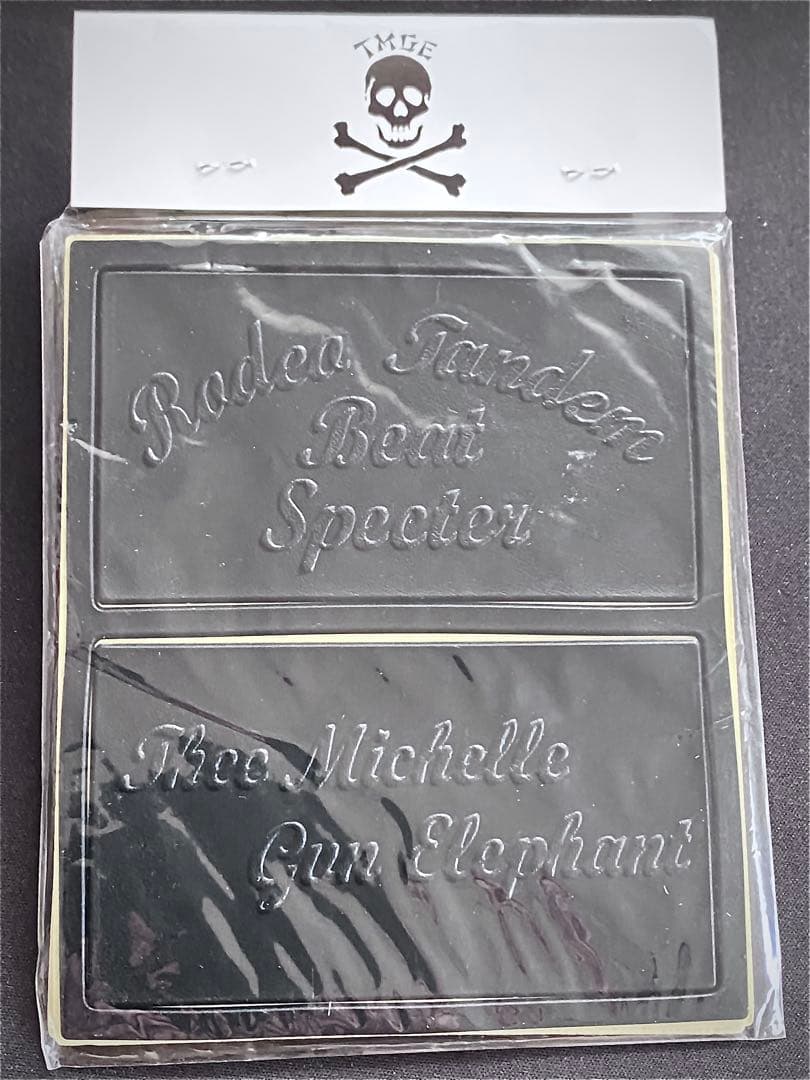 TMGE
Rodeo Tandem
Beat
Specter
Thee Michelle
Gun Elephant